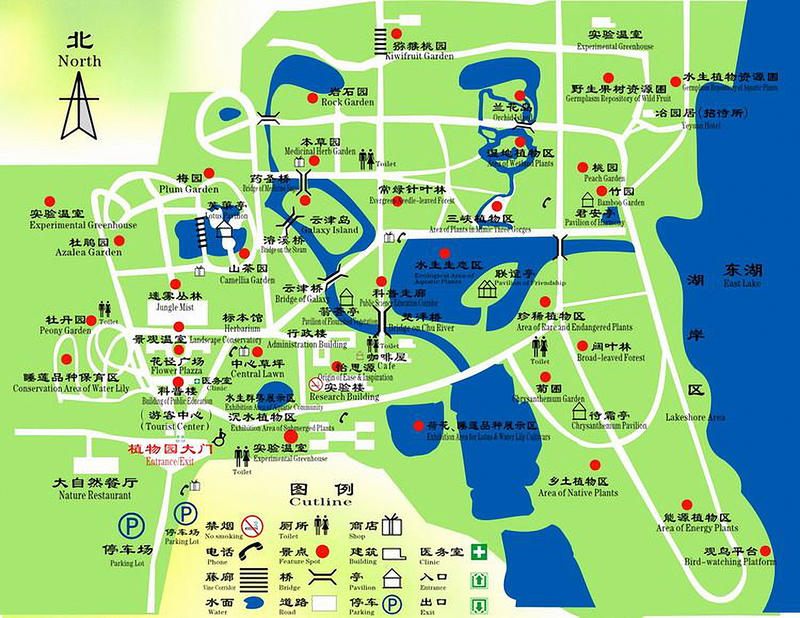 北
North
猕猴桃园
Kiwifruit Garden
实验温室
Experimental Greenhouse
岩石园
Rock Garden
兰花岛
Orchid Island
野生果树资源圃
Germplasm Repository of Wild Fruit
水生植物资源圃
Germplasm Repository of Aquatic Plants
冶园居(招待所)
Yeyuan Hotel
本草园
Medicinal Herb Garden
Toilet
湿地植物区
Area of Wetland Plants
桃园
Peach Garden
梅园
Plum Garden
药圣桥
常绿针叶林
Evergreen Needle-leaved Forest
竹园
Bamboo Garden
君安亭
Pavilion of Harmony
实验温室
Experimental Greenhouse
芙蕖亭
Lotus Pavilion
云津岛
Galaxy Island
三峡植物区
Area of Plants in Mimic Three Gorges
杜鹃园
Azalea Garden
溶溪桥
Bridge on the Steam
山茶园
Camellia Garden
水生生态区
Ecological Area of
Aquatic Plants
联谊亭
Pavilion of Friendship
湖岸区
东湖
East Lake
迷雾丛林
Jungle Mist
云津桥
Bridge of Galaxy
科普走廊
Public Science Education Corridor
牡丹园
Peony Garden
Toilet
标本馆
Herbarium
荟芸亭
楚泽桥
Bridge on Chu River
珍稀植物区
Area of Rare and Endangered Plants
景观温室
Landscape Conservatory
行政楼
Administration Building
Toilet
咖啡屋
Cafe
Toilet
阔叶林
Broad-leaved Forest
花径广场
Flower Plazza
中心草坪
Central Lawn
怡思源
Origin of Ease & Inspiration
睡莲品种保育区
Conservation Area of Water Lily
科普楼
Building of Public Education
医务室
Clinic
实验楼
Research Building
菊圃
Chrysanthemum Garden
水生群落展示区
Exhibition Area of Aquatic Community
(游客中心)
(Tourist Center)
沉水植物区
Exhibition Area of Submerged Plants
待霜亭
Chrysanthemum Pavilion
Lakeshore Area
荷花、睡莲品种展示区
Exhibition Area for Lotus & Water Lily Cultivars
植物园大门
Entrance/Exit
实验温室
Experimental Greenhouse
Toilet
大自然餐厅
Nature Restaurant
乡土植物区
Area of Native Plants
能源植物区
Area of Energy Plants
观鸟平台
Bird-watching Platform
P
停车场
Parking Lot
P
停车场
Parking Lot
图例
Cutline
禁烟
No smoking
厕所
Toilet
商店
Shop
电话
Phone
景点
Feature Spot
建筑
Building
医务室
Clinic
藤廊
Vine Corridor
桥
Bridge
亭
Pavilion
入口
Entrance
水面
Water
道路
Road
停车
Parking
P
出口
Exit